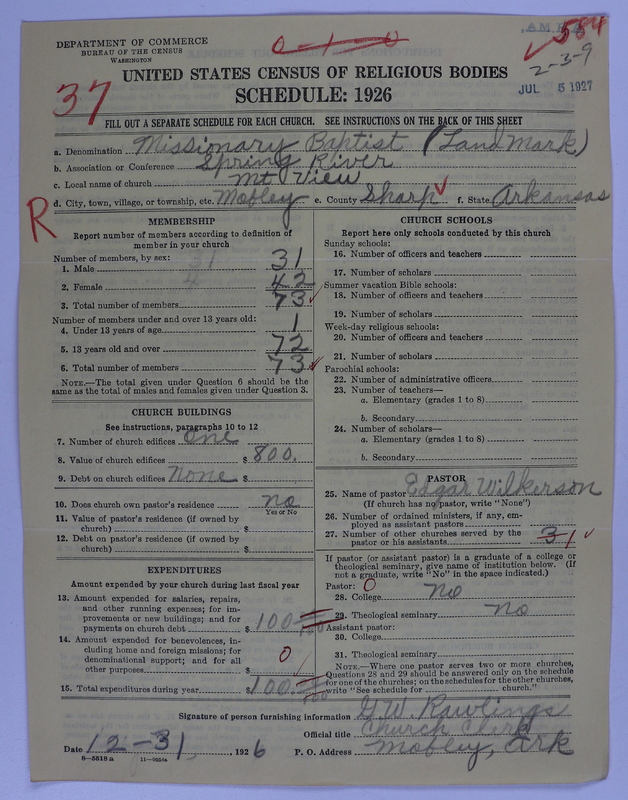 DEPARTMENT OF COMMERCE
BUREAU OF THE CENSUS
WASHINGTON
0-1-0
584
2-3-9
JUL 5 1927
37
UNITED STATES CENSUS OF RELIGIOUS BODIES
SCHEDULE: 1926
FILL OUT A SEPARATE SCHEDULE FOR EACH CHURCH. SEE INSTRUCTIONS ON THE BACK OF THIS SHEET
a. Denomination Missionary Baptist (Land Mark)
b. Association or Conference Spring River
c. Local name of church Mt View
d. City, town, village, or township, etc. Mobley e. County Sharp f. State Arkansas
R
MEMBERSHIP
Report number of members according to definition of
member in your church
Number of members, by sex:
1. Male 31
2. Female 42
3. Total number of members 73
Number of members under and over 13 years old:
4. Under 13 years of age 1
5. 13 years old and over 72
6. Total number of members 73
NOTE.—The total given under Question 6 should be the
same as the total of males and females given under Question 3.
CHURCH BUILDINGS
See instructions, paragraphs 10 to 12
7. Number of church edifices one
8. Value of church edifices $ 800.
9. Debt on church edifices None $
10. Does church own pastor's residence no
Yes or No
11. Value of pastor's residence (if owned by
church) $
12. Debt on pastor's residence (if owned by
church) $
EXPENDITURES
Amount expended by your church during last fiscal year
13. Amount expended for salaries, repairs,
and other running expenses; for im-
provements or new buildings; and for
payments on church debt $ 100
14. Amount expended for benevolences, in-
cluding home and foreign missions; for
denominational support; and for all
other purposes $ 0
15. Total expenditures during year $ 100
CHURCH SCHOOLS
Report here only schools conducted by this church
Sunday schools:
16. Number of officers and teachers
17. Number of scholars
Summer vacation Bible schools:
18. Number of officers and teachers
19. Number of scholars
Week-day religious schools:
20. Number of officers and teachers
21. Number of scholars
Parochial schools:
22. Number of administrative officers
23. Number of teachers—
a. Elementary (grades 1 to 8)
b. Secondary
24. Number of scholars—
a. Elementary (grades 1 to 8)
b. Secondary
PASTOR
25. Name of pastor Edgar Wilkerson
(If church has no pastor, write "None")
26. Number of ordained ministers, if any, em-
ployed as assistant pastors
27. Number of other churches served by the
pastor or his assistants 31
If pastor (or assistant pastor) is a graduate of a college or
theological seminary, give name of institution below. (If
not a graduate, write "No" in the space indicated.)
Pastor: 0
28. College no
29. Theological seminary no
Assistant pastor:
30. College
31. Theological seminary
NOTE.—Where one pastor serves two or more churches,
Questions 28 and 29 should be answered only on the schedule
for one of the churches; on the schedules for the other churches,
write "See schedule for church."
Signature of person furnishing information G.W. Rawlings
Official title Church Clerk
Date 12-31, 1926 P. O. Address Mobley, Ark
8-5518a